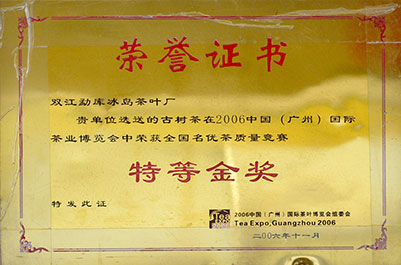 荣誉证书
双江勐库冰岛茶叶厂
贵单位选送的古树茶在2006中国（广州）国际
茶业博览会中荣获全国名优茶质量竞赛
特等金奖
特发此证
2006中国（广州）国际茶叶博览会组委会
Tea Expo,Guangzhou 2006
二00六年十一月